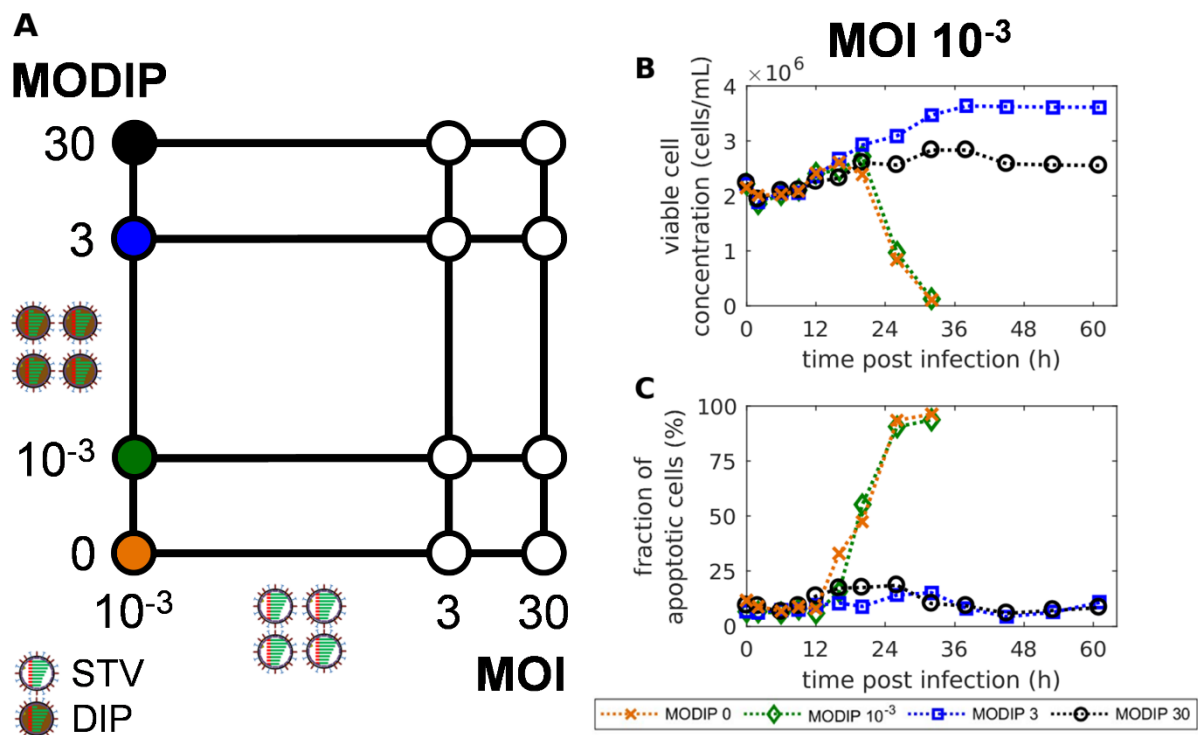 A
MODIP
30
3
10⁻³
0
10⁻³ 3 30
MOI
STV
DIP
MOI 10⁻³
B
× 10⁶
viable cell
concentration (cells/mL)
4
3
2
1
0
0 12 24 36 48 60
time post infection (h)
C
fraction of
apoptotic cells (%)
100
75
50
25
0
0 12 24 36 48 60
time post infection (h)
MODIP 0 MODIP 10⁻³ MODIP 3 MODIP 30